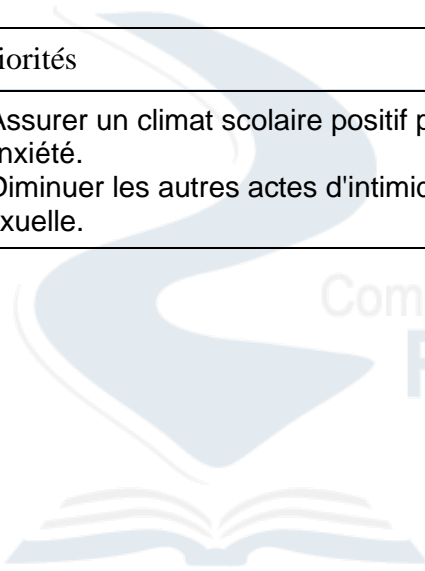 iorités
Assurer un climat scolaire positif p
nxiété.
Diminuer les autres actes d'intimid
xuelle.
Com